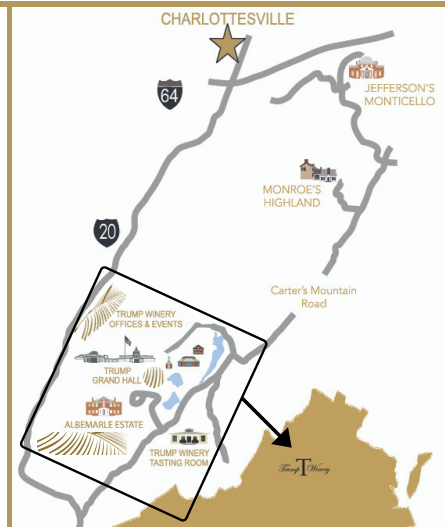 CHARLOTTESVILLE
64
JEFFERSON'S
MONTICELLO
MONROE'S
HIGHLAND
20
Carter's Mountain
Road
TRUMP WINERY
OFFICES & EVENTS
TRUMP
GRAND HALL
ALBEMARLE ESTATE
TRUMP WINERY
TASTING ROOM
Trump T Winery